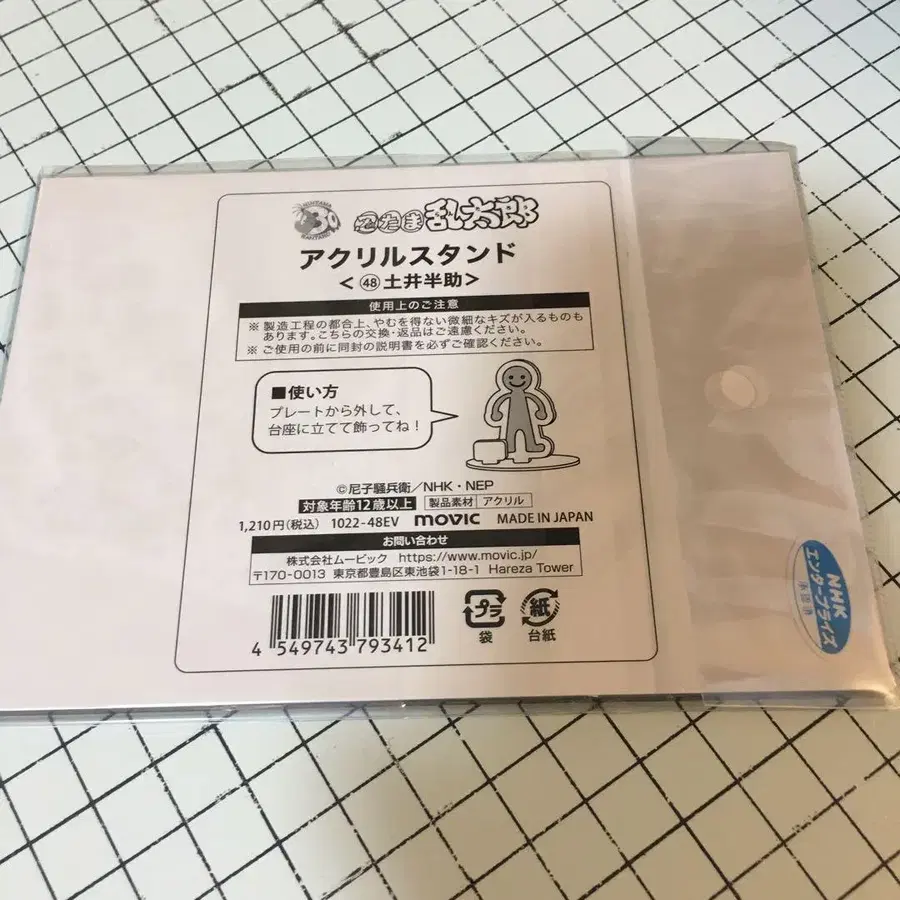 NINTAMA
30
RANTARO
忍たま乱太郎
アクリルスタンド
＜㊽土井半助＞
使用上のご注意
※製造工程の都合上、やむを得ない微細なキズが入るものも
あります。こちらの交換・返品はご遠慮ください。
※ご使用の前に同封の説明書を必ずご確認ください。
■使い方
プレートから外して、
台座に立てて飾ってね！
©尼子騒兵衛／NHK・NEP
対象年齢12歳以上 製品素材 アクリル
1,210円(税込) 1022-48EV movic MADE IN JAPAN
お問い合わせ
株式会社ムービック https://www.movic.jp/
〒170-0013 東京都豊島区東池袋1-18-1 Hareza Tower
4 549743 793412
プラ
袋
紙
台紙
NHK
エンタープライズ
承認済